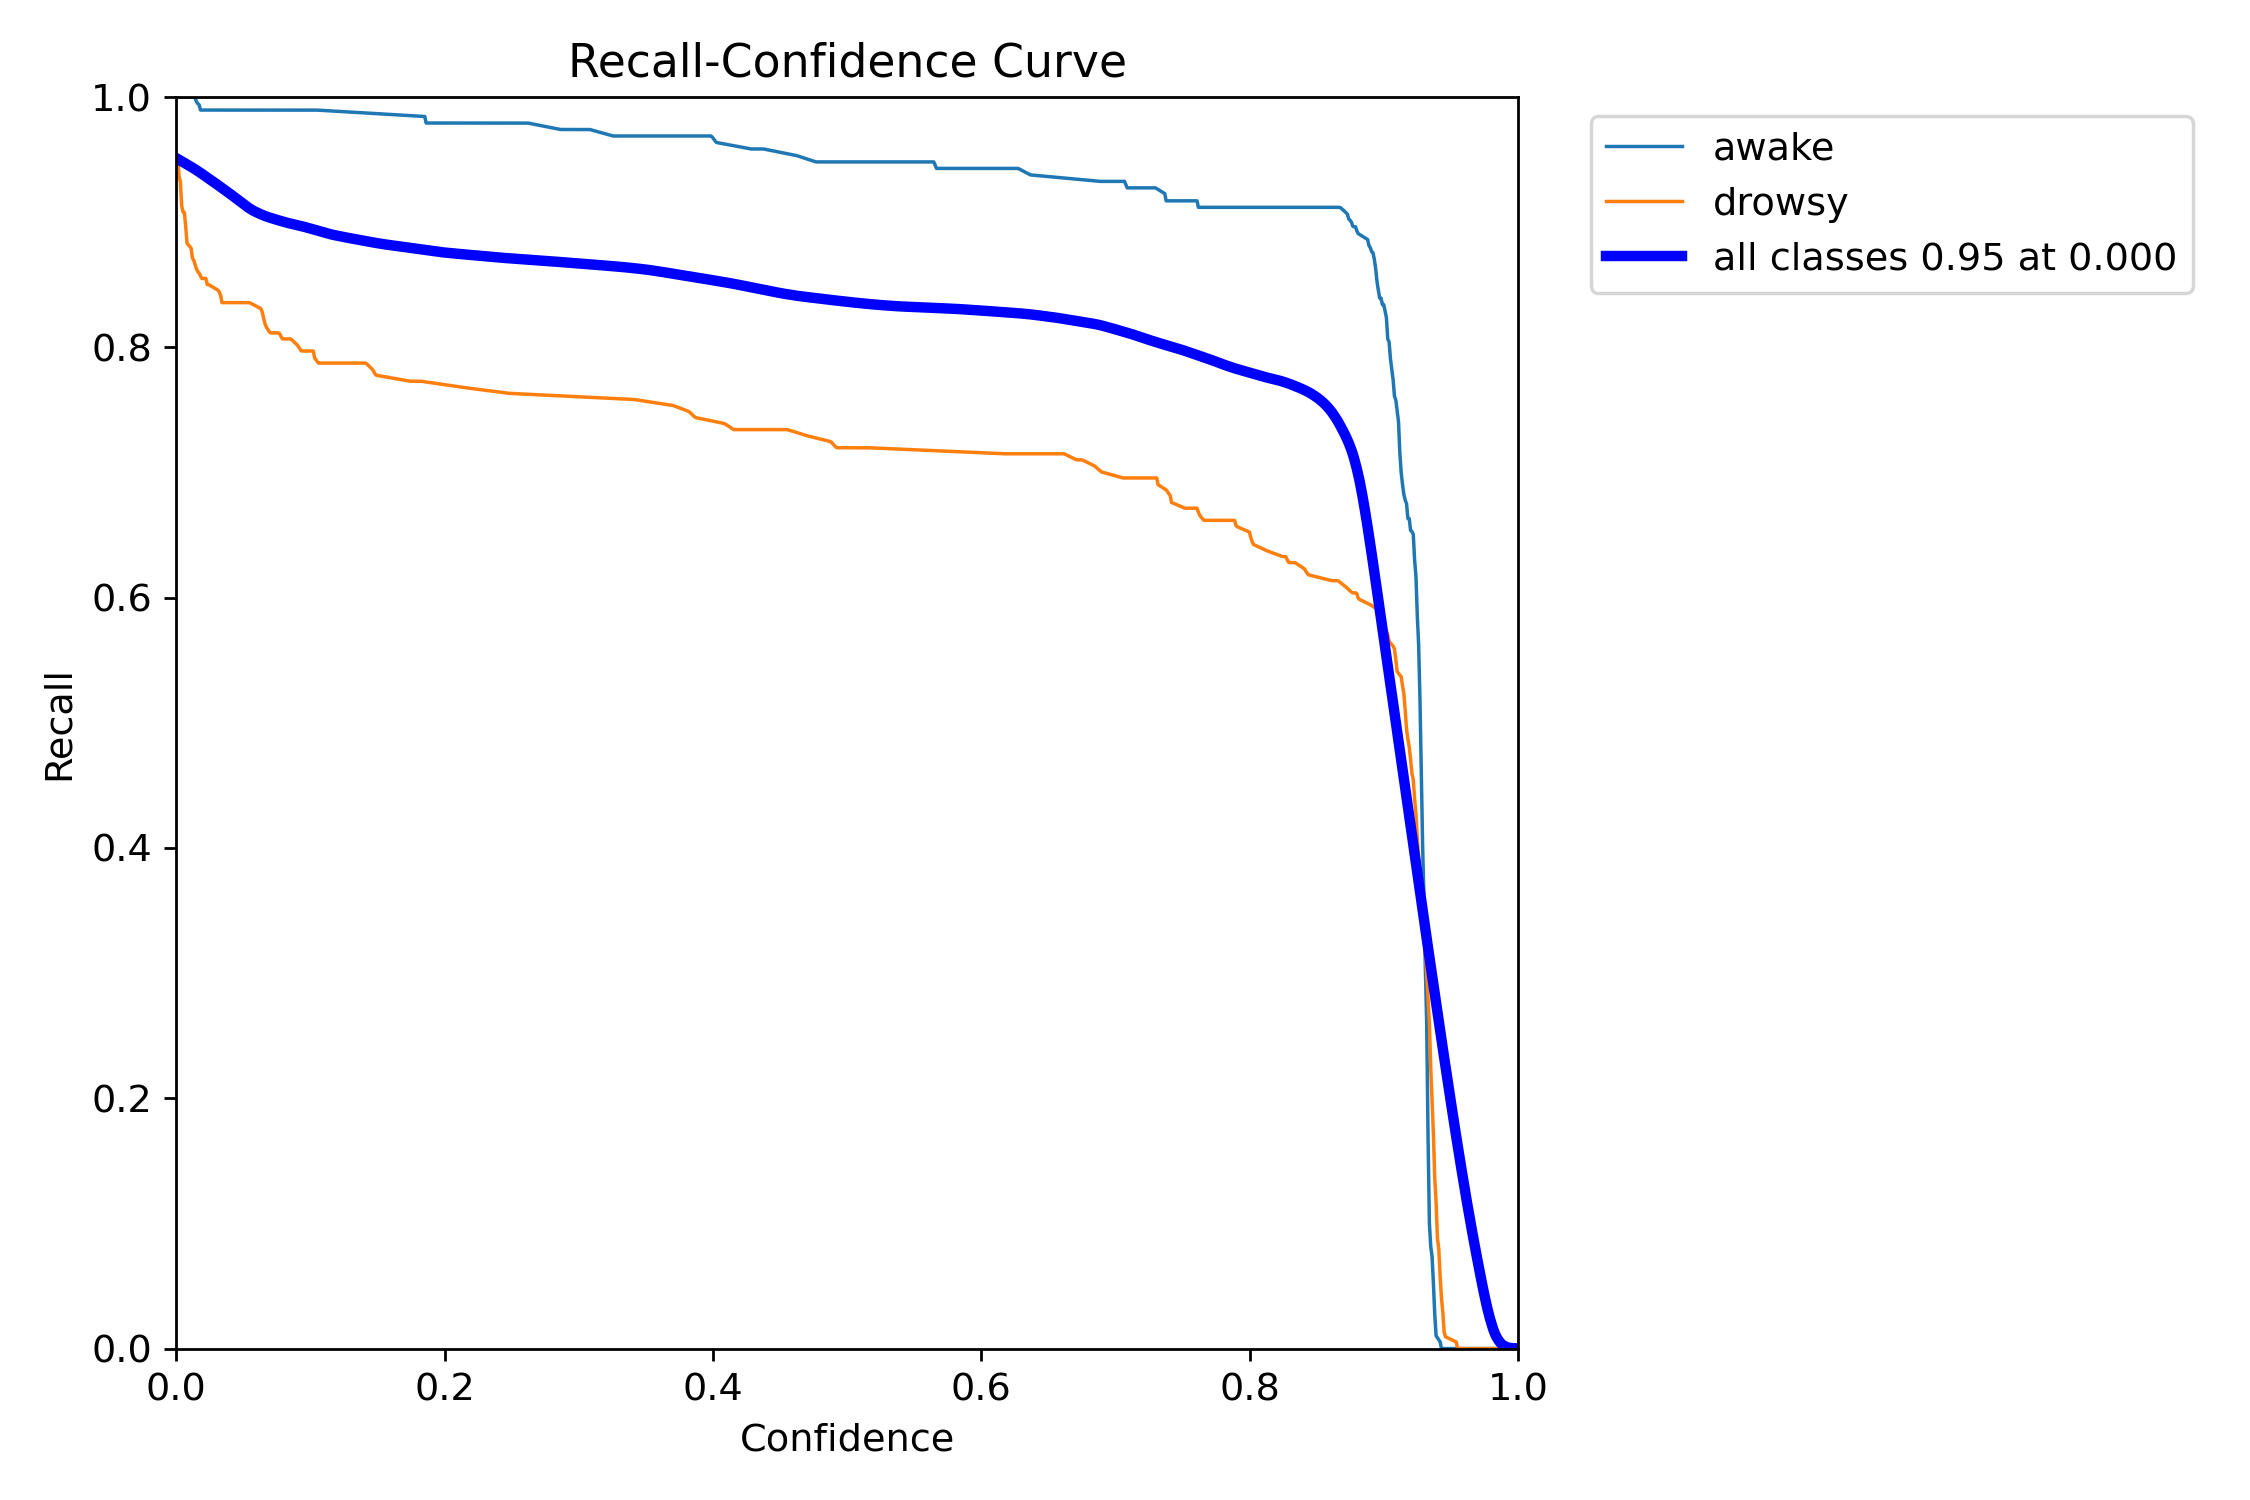 Recall-Confidence Curve
1.0
0.8
0.6
0.4
0.2
0.0
Recall
0.0 0.2 0.4 0.6 0.8 1.0
Confidence
awake
drowsy
all classes 0.95 at 0.000